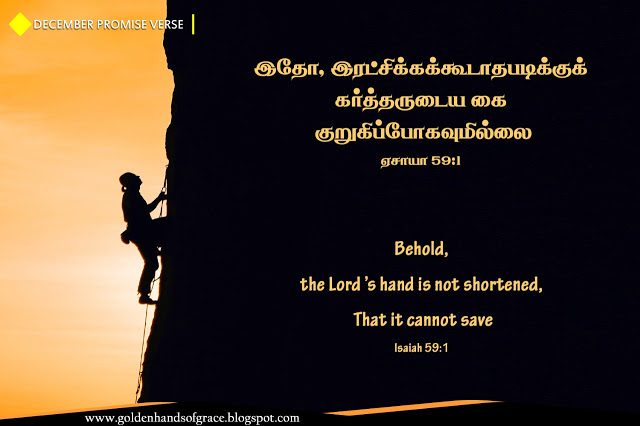 DECEMBER PROMISE VERSE
இதோ, இரட்சிக்கக்கூடாதபடிக்குக்
கர்த்தருடைய கை
குறுகிப்போகவுமில்லை
ஏசாயா 59:1
Behold,
the Lord 's hand is not shortened,
That it cannot save
Isaiah 59:1
www.goldenhandsofgrace.blogspot.com